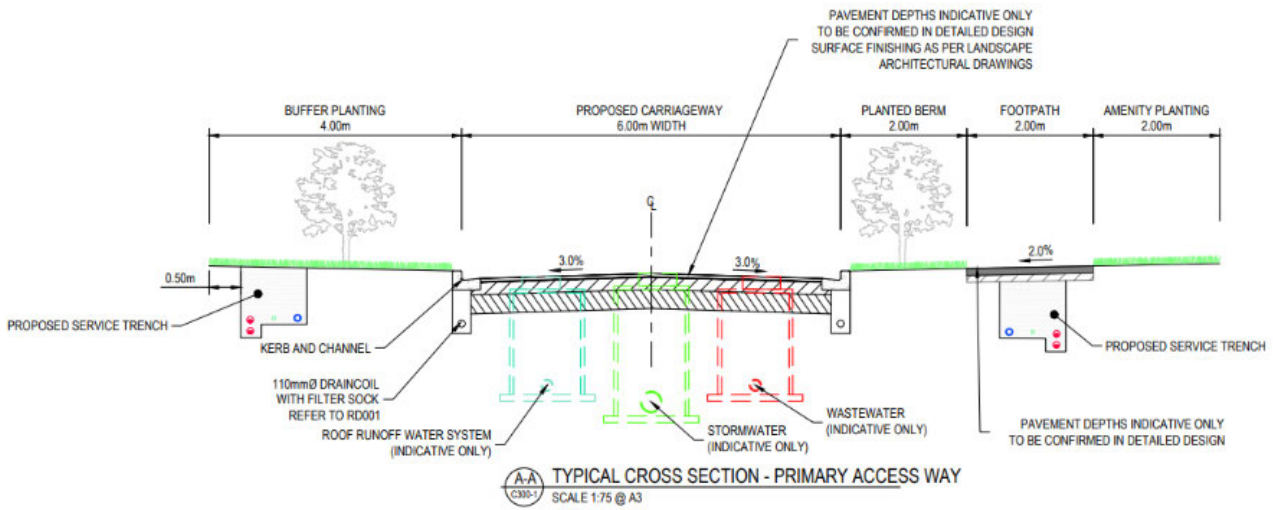 PAVEMENT DEPTHS INDICATIVE ONLY
TO BE CONFIRMED IN DETAILED DESIGN
SURFACE FINISHING AS PER LANDSCAPE
ARCHITECTURAL DRAWINGS
BUFFER PLANTING
4.00m
PROPOSED CARRIAGEWAY
6.00m WIDTH
PLANTED BERM
2.00m
FOOTPATH
2.00m
AMENITY PLANTING
2.00m
CL
3.0%
3.0%
2.0%
0.50m
PROPOSED SERVICE TRENCH
KERB AND CHANNEL
110mmØ DRAINCOIL
WITH FILTER SOCK
REFER TO RD001
ROOF RUNOFF WATER SYSTEM
(INDICATIVE ONLY)
STORMWATER
(INDICATIVE ONLY)
WASTEWATER
(INDICATIVE ONLY)
PROPOSED SERVICE TRENCH
PAVEMENT DEPTHS INDICATIVE ONLY
TO BE CONFIRMED IN DETAILED DESIGN
A-A
C300-1
TYPICAL CROSS SECTION - PRIMARY ACCESS WAY
SCALE 1:75 @ A3